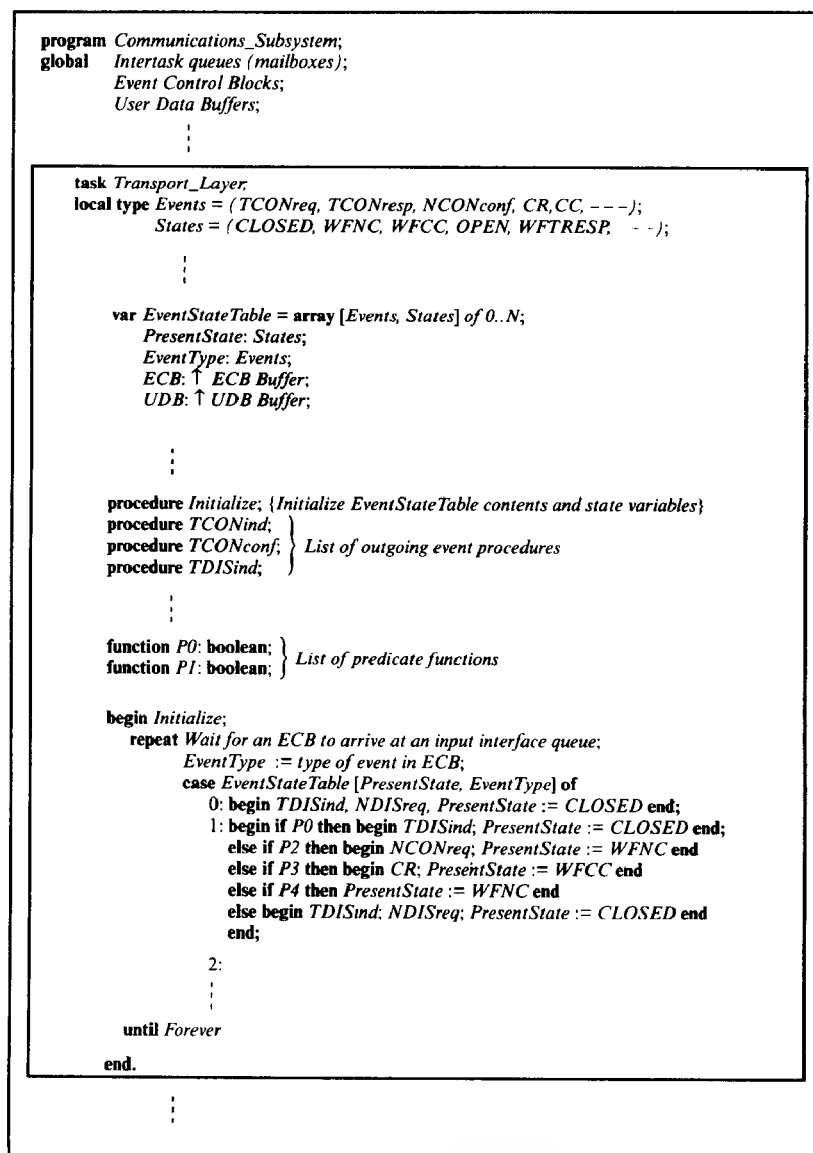 program Communications_Subsystem;
global Intertask queues (mailboxes);
Event Control Blocks;
User Data Buffers;
task Transport_Layer;
local type Events = (TCONreq, TCONresp, NCONconf, CR,CC, ---);
States = (CLOSED, WFNC, WFCC, OPEN, WFTRESP, --);
var EventStateTable = array [Events, States] of 0..N;
PresentState: States;
EventType: Events;
ECB: ↑ ECB Buffer;
UDB: ↑ UDB Buffer;
procedure Initialize; {Initialize EventStateTable contents and state variables}
procedure TCONind;
procedure TCONconf; } List of outgoing event procedures
procedure TDISind;
function P0: boolean;
function P1: boolean; } List of predicate functions
begin Initialize;
repeat Wait for an ECB to arrive at an input interface queue;
EventType := type of event in ECB;
case EventStateTable [PresentState, EventType] of
0: begin TDISind, NDISreq, PresentState := CLOSED end;
1: begin if P0 then begin TDISind; PresentState := CLOSED end;
else if P2 then begin NCONreq; PresentState := WFNC end
else if P3 then begin CR; PresentState := WFCC end
else if P4 then PresentState := WFNC end
else begin TDISind; NDISreq; PresentState := CLOSED end
end;
2:
until Forever
end.